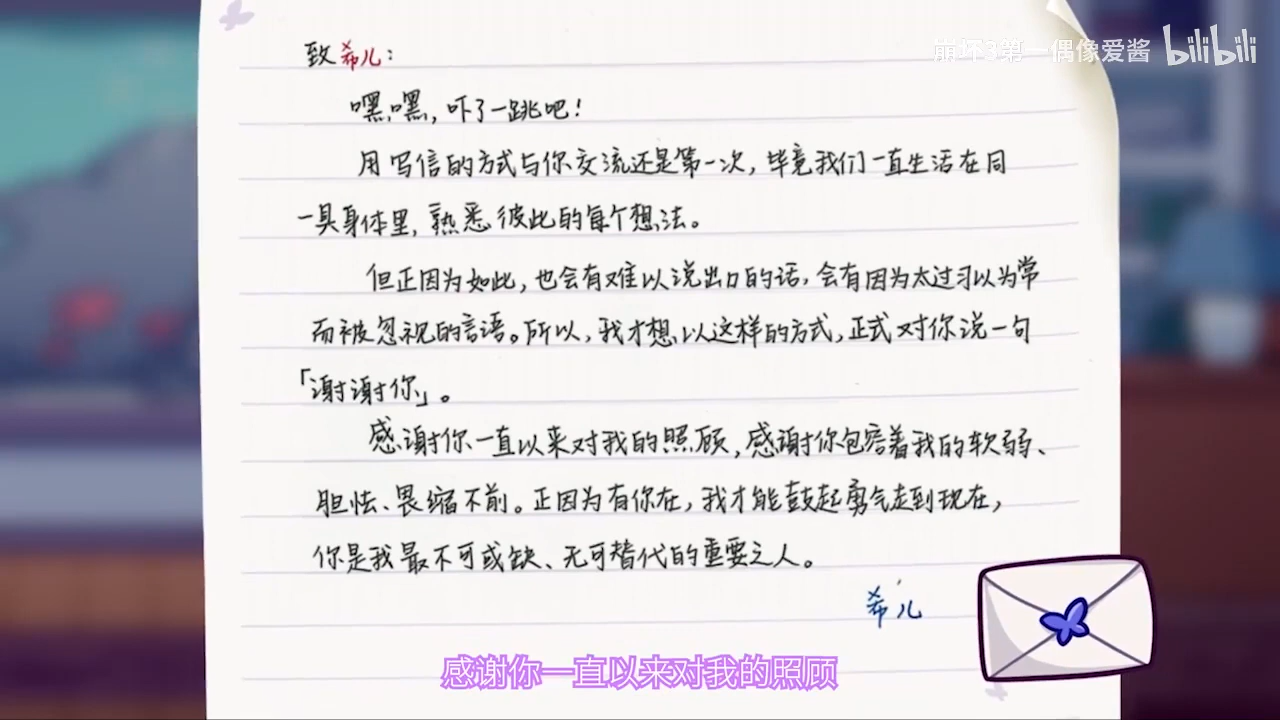 崩坏3第一偶像爱酱 bilibili
致希儿:
嘿,嘿,吓了一跳吧!
用写信的方式与你交流还是第一次,毕竟我们一直生活在同
一具身体里,熟悉彼此的每个想法。
但正因为如此,也会有难以说出口的话,会有因为太过习以为常
而被忽视的言语。所以,我才想以这样的方式,正式对你说一句
「谢谢你」。
感谢你一直以来对我的照顾,感谢你包容着我的软弱、
胆怯、畏缩不前。正因为有你在,我才能鼓起勇气走到现在,
你是我最不可或缺、无可替代的重要之人。
希儿
感谢你一直以来对我的照顾